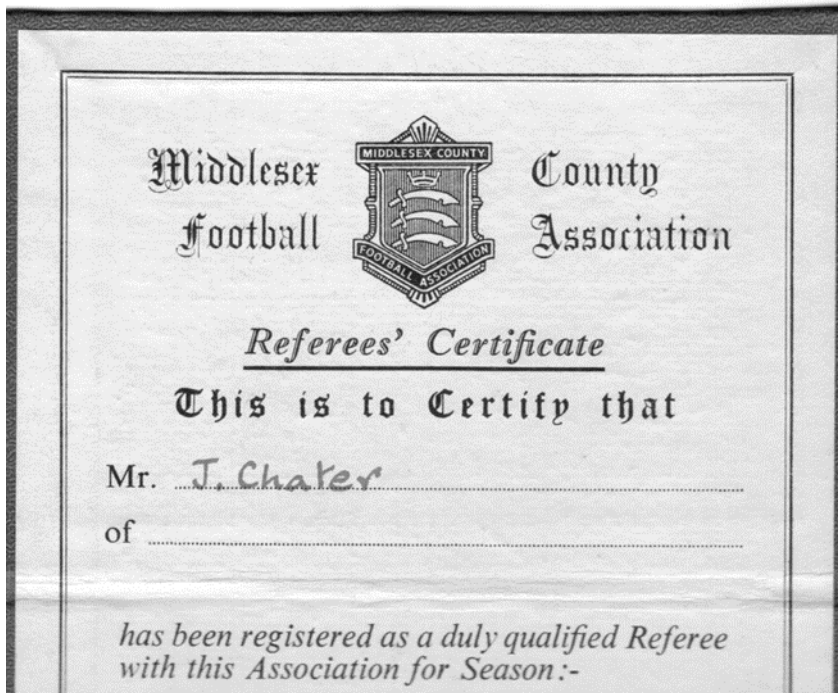 Middlesex County
Football Association
MIDDLESEX COUNTY
FOOTBALL ASSOCIATION
Referees' Certificate
This is to Certify that
Mr. J. Chater
of
has been registered as a duly qualified Referee
with this Association for Season:-